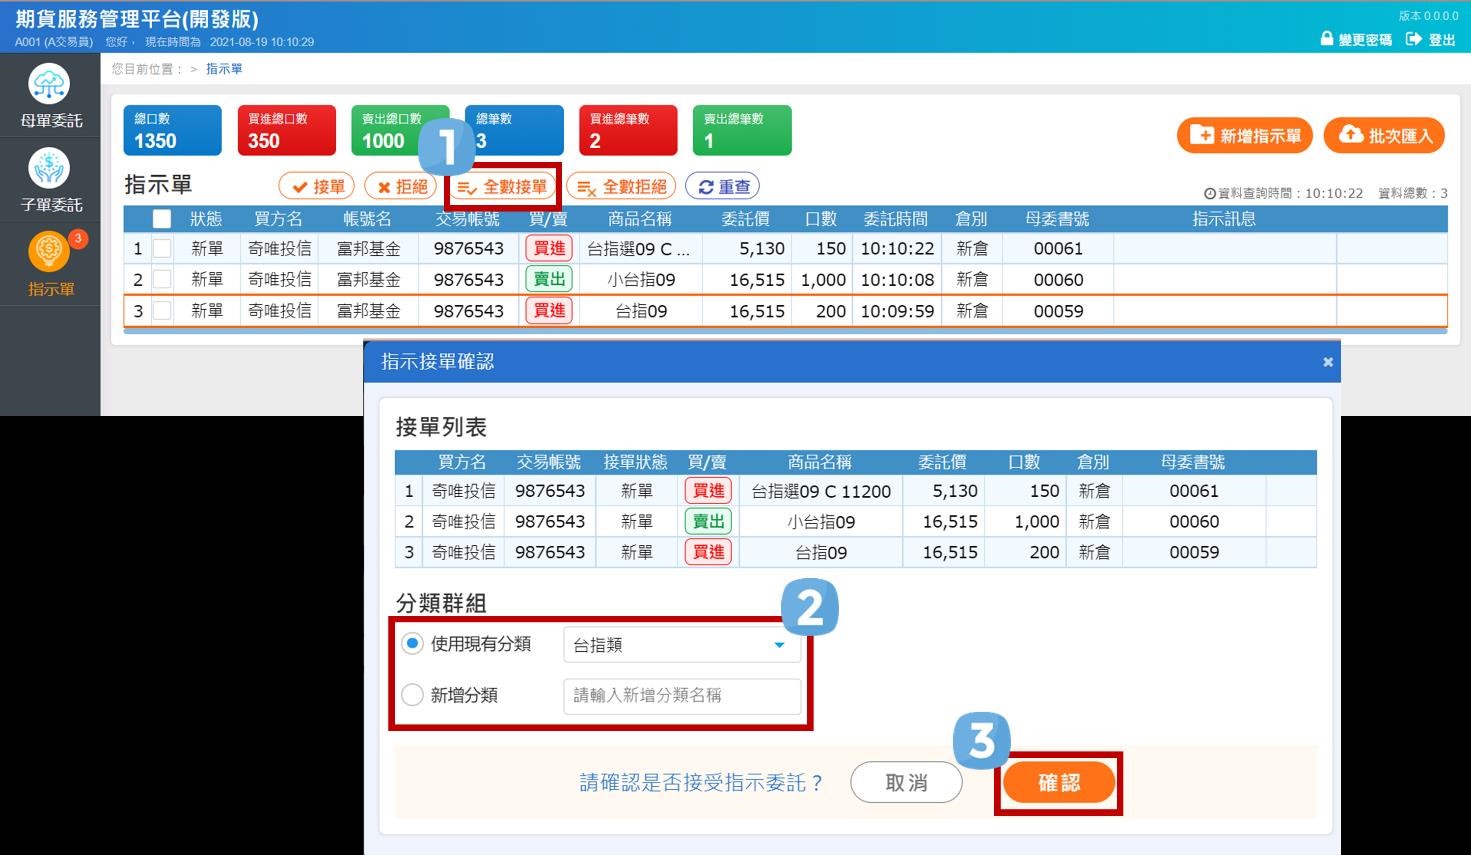 期貨服務管理平台(開發版)
版本 0.0.0.0
A001 (A交易員) 您好， 現在時間為 2021-08-19 10:10:29
變更密碼 登出
您目前位置： > 指示單
母單委託
子單委託
3
指示單
總口數 1350
買進總口數 350
賣出總口數 1000
總筆數 3
買進總筆數 2
賣出總筆數 1
新增指示單 批次匯入
1
指示單 接單 拒絕 全數接單 全數拒絕 重查
資料查詢時間：10:10:22 資料總數：3
狀態 買方名 帳號名 交易帳號 買/賣 商品名稱 委託價 口數 委託時間 倉別 母委書號 指示訊息
1 新單 奇唯投信 富邦基金 9876543 買進 台指選09 C ... 5,130 150 10:10:22 新倉 00061
2 新單 奇唯投信 富邦基金 9876543 賣出 小台指09 16,515 1,000 10:10:08 新倉 00060
3 新單 奇唯投信 富邦基金 9876543 買進 台指09 16,515 200 10:09:59 新倉 00059
指示接單確認 ×
接單列表
買方名 交易帳號 接單狀態 買/賣 商品名稱 委託價 口數 倉別 母委書號
1 奇唯投信 9876543 新單 買進 台指選09 C 11200 5,130 150 新倉 00061
2 奇唯投信 9876543 新單 賣出 小台指09 16,515 1,000 新倉 00060
3 奇唯投信 9876543 新單 買進 台指09 16,515 200 新倉 00059
分類群組
2
使用現有分類 台指類
新增分類 請輸入新增分類名稱
3
請確認是否接受指示委託？ 取消 確認